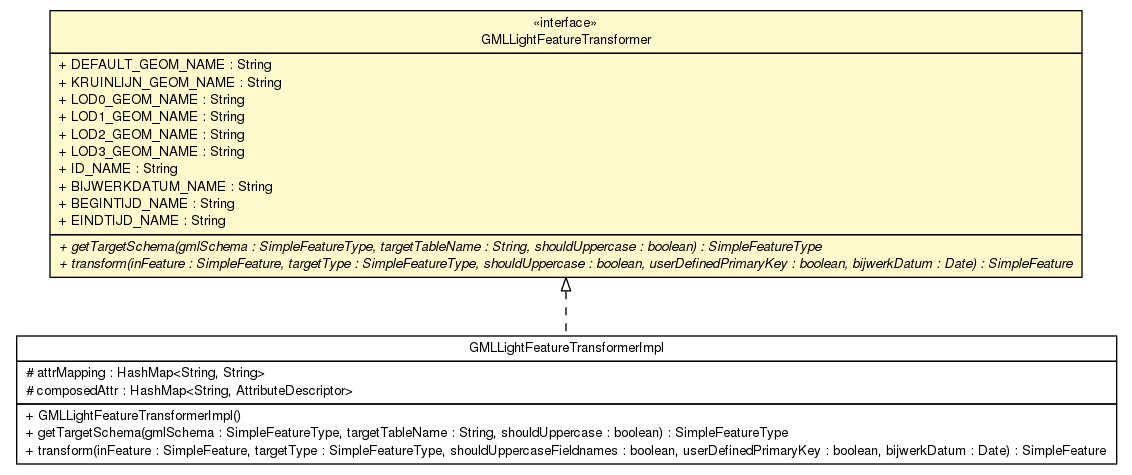 «interface»
GMLLightFeatureTransformer
+ DEFAULT_GEOM_NAME : String
+ KRUINLIJN_GEOM_NAME : String
+ LOD0_GEOM_NAME : String
+ LOD1_GEOM_NAME : String
+ LOD2_GEOM_NAME : String
+ LOD3_GEOM_NAME : String
+ ID_NAME : String
+ BIJWERKDATUM_NAME : String
+ BEGINTIJD_NAME : String
+ EINDTIJD_NAME : String
+ getTargetSchema(gmlSchema : SimpleFeatureType, targetTableName : String, shouldUppercase : boolean) : SimpleFeatureType
+ transform(inFeature : SimpleFeature, targetType : SimpleFeatureType, shouldUppercase : boolean, userDefinedPrimaryKey : boolean, bijwerkDatum : Date) : SimpleFeature
GMLLightFeatureTransformerImpl
# attrMapping : HashMap<String, String>
# composedAttr : HashMap<String, AttributeDescriptor>
+ GMLLightFeatureTransformerImpl()
+ getTargetSchema(gmlSchema : SimpleFeatureType, targetTableName : String, shouldUppercase : boolean) : SimpleFeatureType
+ transform(inFeature : SimpleFeature, targetType : SimpleFeatureType, shouldUppercaseFieldnames : boolean, userDefinedPrimaryKey : boolean, bijwerkDatum : Date) : SimpleFeature